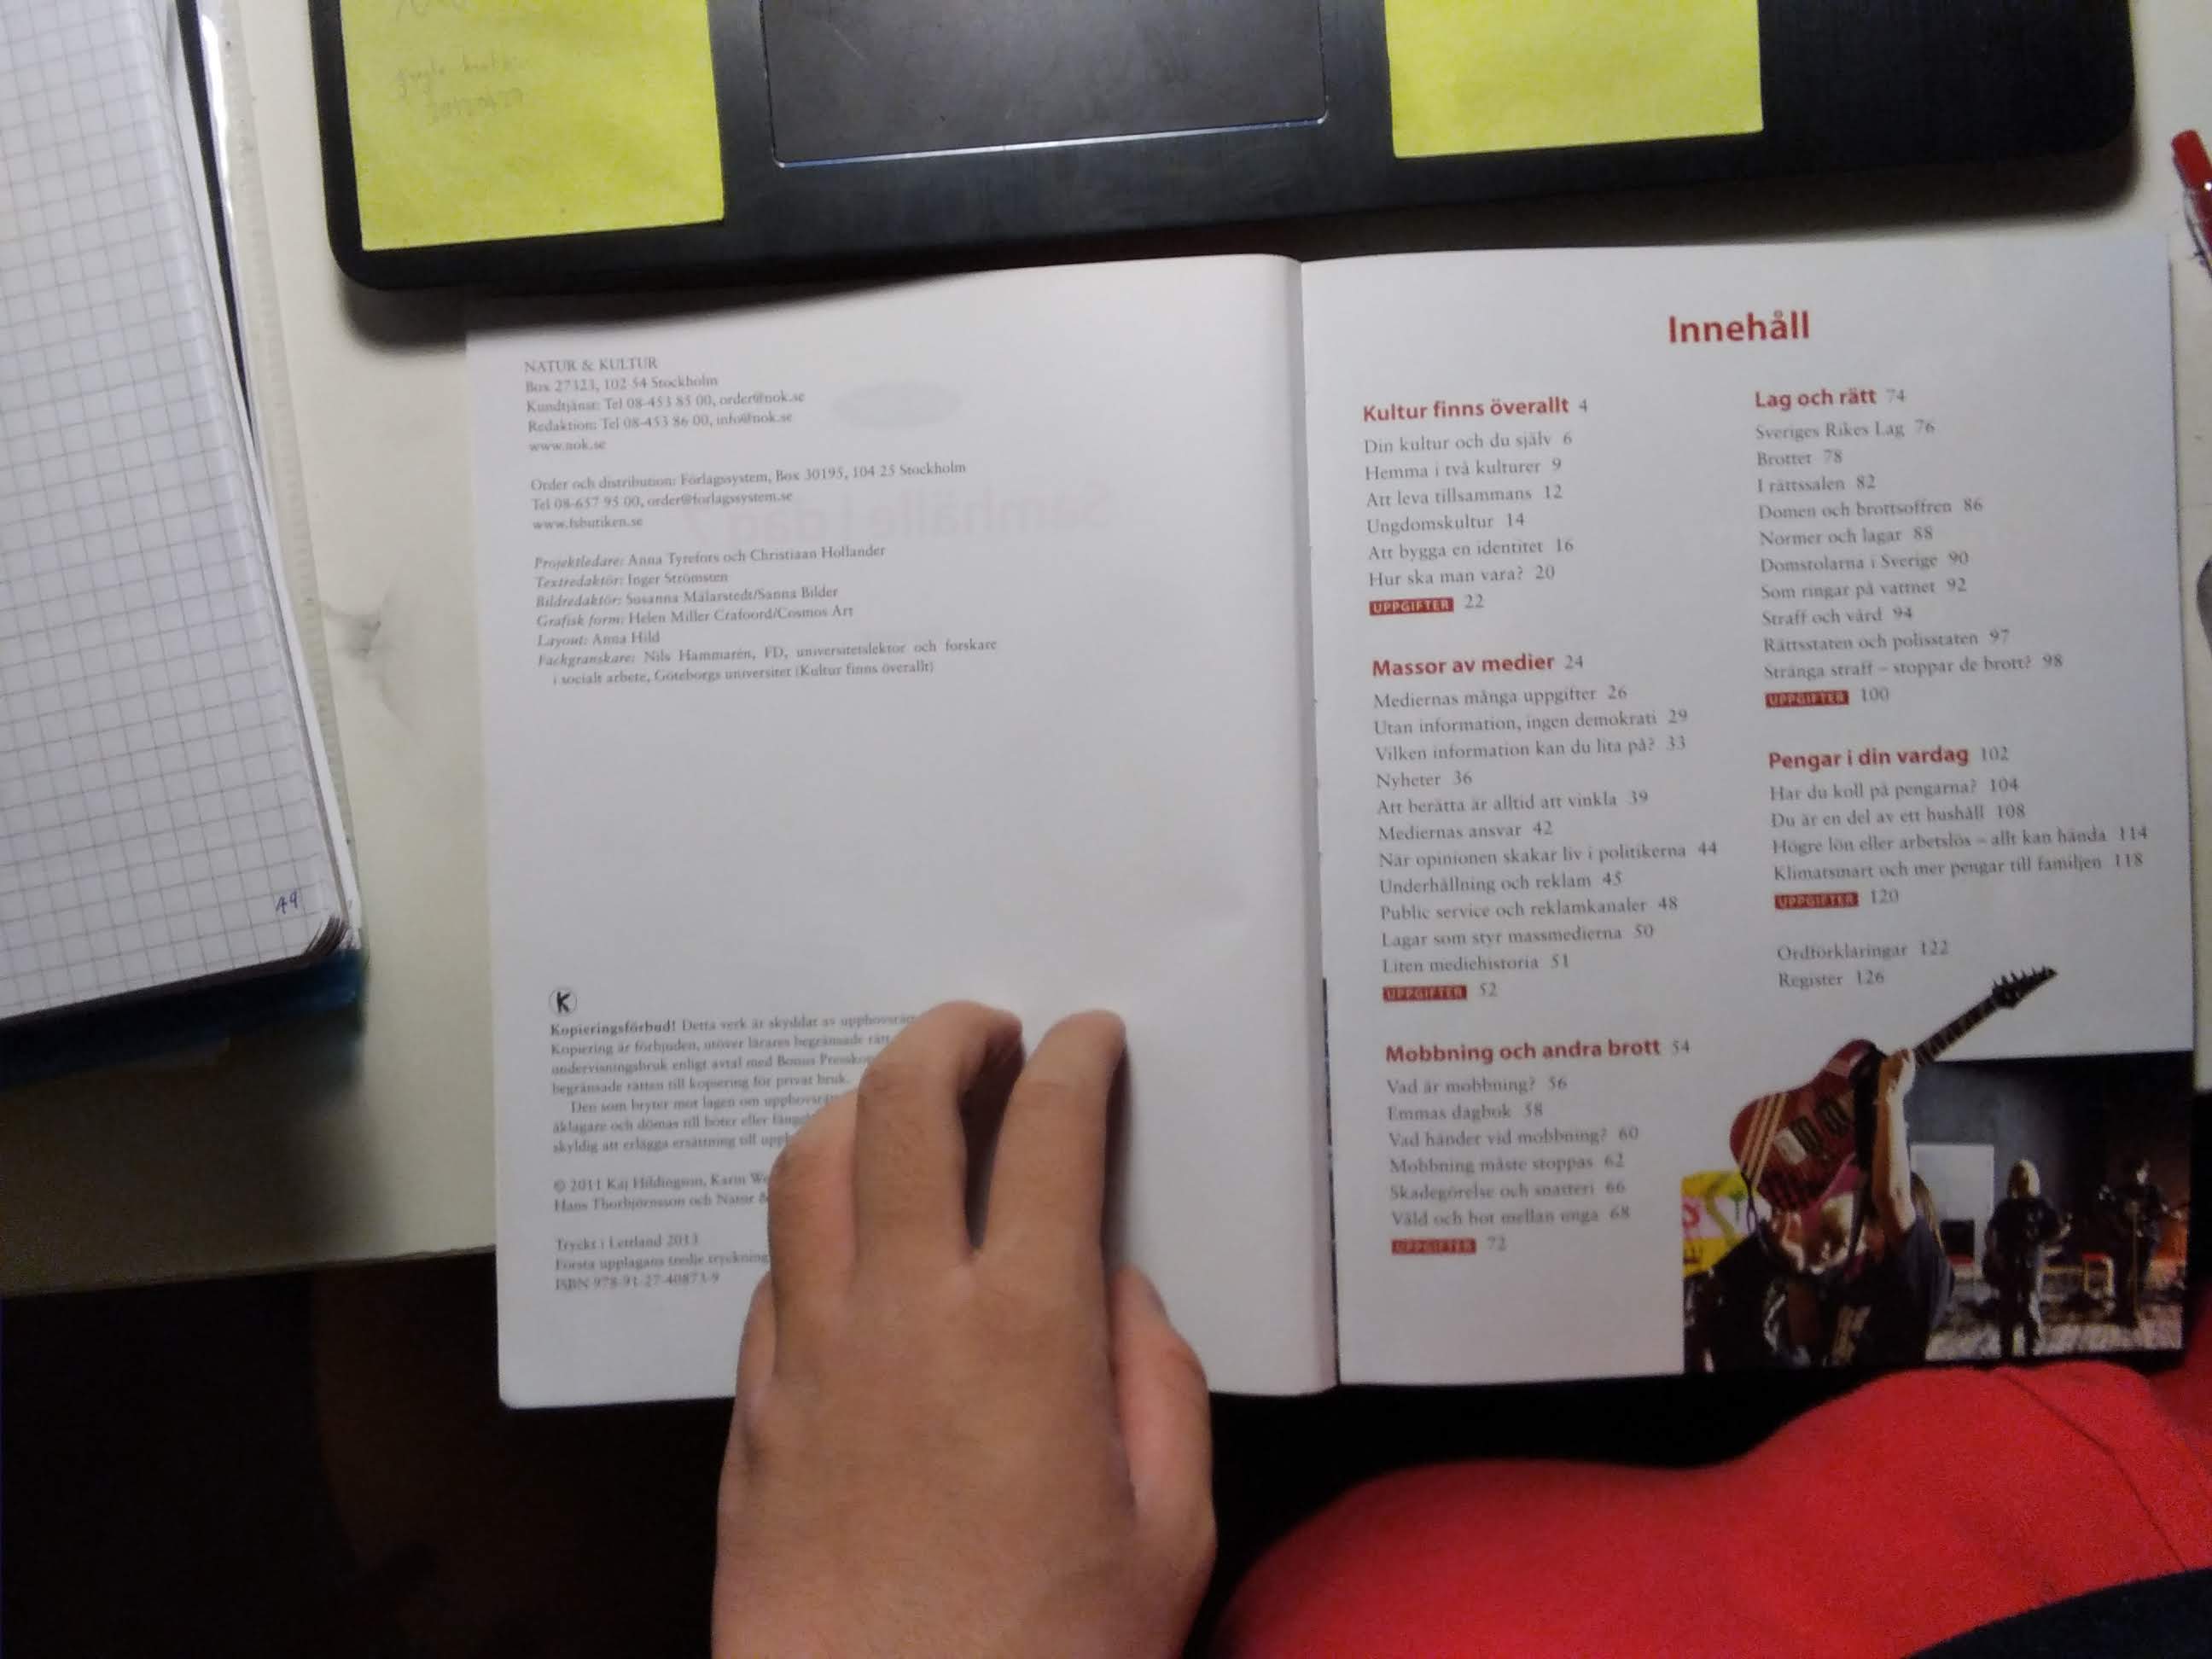 NATUR & KULTUR
Box 27323, 102 54 Stockholm
Kundtjänst: Tel 08-453 85 00, order@nok.se
Redaktion: Tel 08-453 86 00, info@nok.se
www.nok.se
Order och distribution: Förlagssystem, Box 30195, 104 25 Stockholm
Tel 08-657 95 00, order@forlagssystem.se
www.fsbutiken.se
Projektledare: Anna Tyrefors och Christiaan Hollander
Textredaktör: Inger Strömsten
Bildredaktör: Susanna Mälarstedt/Sanna Bilder
Grafisk form: Helen Miller Crafoord/Cosmos Art
Layout: Anna Hild
Fackgranskare: Nils Hammarén, FD, universitetslektor och forskare
i socialt arbete, Göteborgs universitet (Kultur finns överallt)
K
Kopieringsförbud! Detta verk är skyddat av
Kopiering är förbjuden, utöver lärares begränsade rätt
undervisningsbruk enligt avtal med Bonus
begränsade rätten till kopiering för privat bruk.
Den som bryter mot lagen om
åklagare och dömas till böter eller
skyldig att erlägga ersättning till
© 2011 Kaj Hildingson, Karin
Hans Thorbjörnsson och Natur &
Tryckt i Lettland 2013
Första upplagans tredje tryckning
ISBN 978-91-27-40873-9
Innehåll
Kultur finns överallt 4
Din kultur och du själv 6
Hemma i två kulturer 9
Att leva tillsammans 12
Ungdomskultur 14
Att bygga en identitet 16
Hur ska man vara? 20
UPPGIFTER 22
Massor av medier 24
Mediernas många uppgifter 26
Utan information, ingen demokrati 29
Vilken information kan du lita på? 33
Nyheter 36
Att berätta är alltid att vinkla 39
Mediernas ansvar 42
När opinionen skakar liv i politikerna 44
Underhållning och reklam 45
Public service och reklamkanaler 48
Lagar som styr massmedierna 50
Liten mediehistoria 51
UPPGIFTER 52
Mobbning och andra brott 54
Vad är mobbning? 56
Emmas dagbok 58
Vad händer vid mobbning? 60
Mobbning måste stoppas 62
Skadegörelse och snatteri 66
Våld och hot mellan unga 68
UPPGIFTER 72
Lag och rätt 74
Sveriges Rikes Lag 76
Brottet 78
I rättssalen 82
Domen och brottsoffren 86
Normer och lagar 88
Domstolarna i Sverige 90
Som ringar på vattnet 92
Straff och vård 94
Rättsstaten och polisstaten 97
Stränga straff – stoppar de brott? 98
UPPGIFTER 100
Pengar i din vardag 102
Har du koll på pengarna? 104
Du är en del av ett hushåll 108
Högre lön eller arbetslös – allt kan hända 114
Klimatsmart och mer pengar till familjen 118
UPPGIFTER 120
Ordförklaringar 122
Register 126